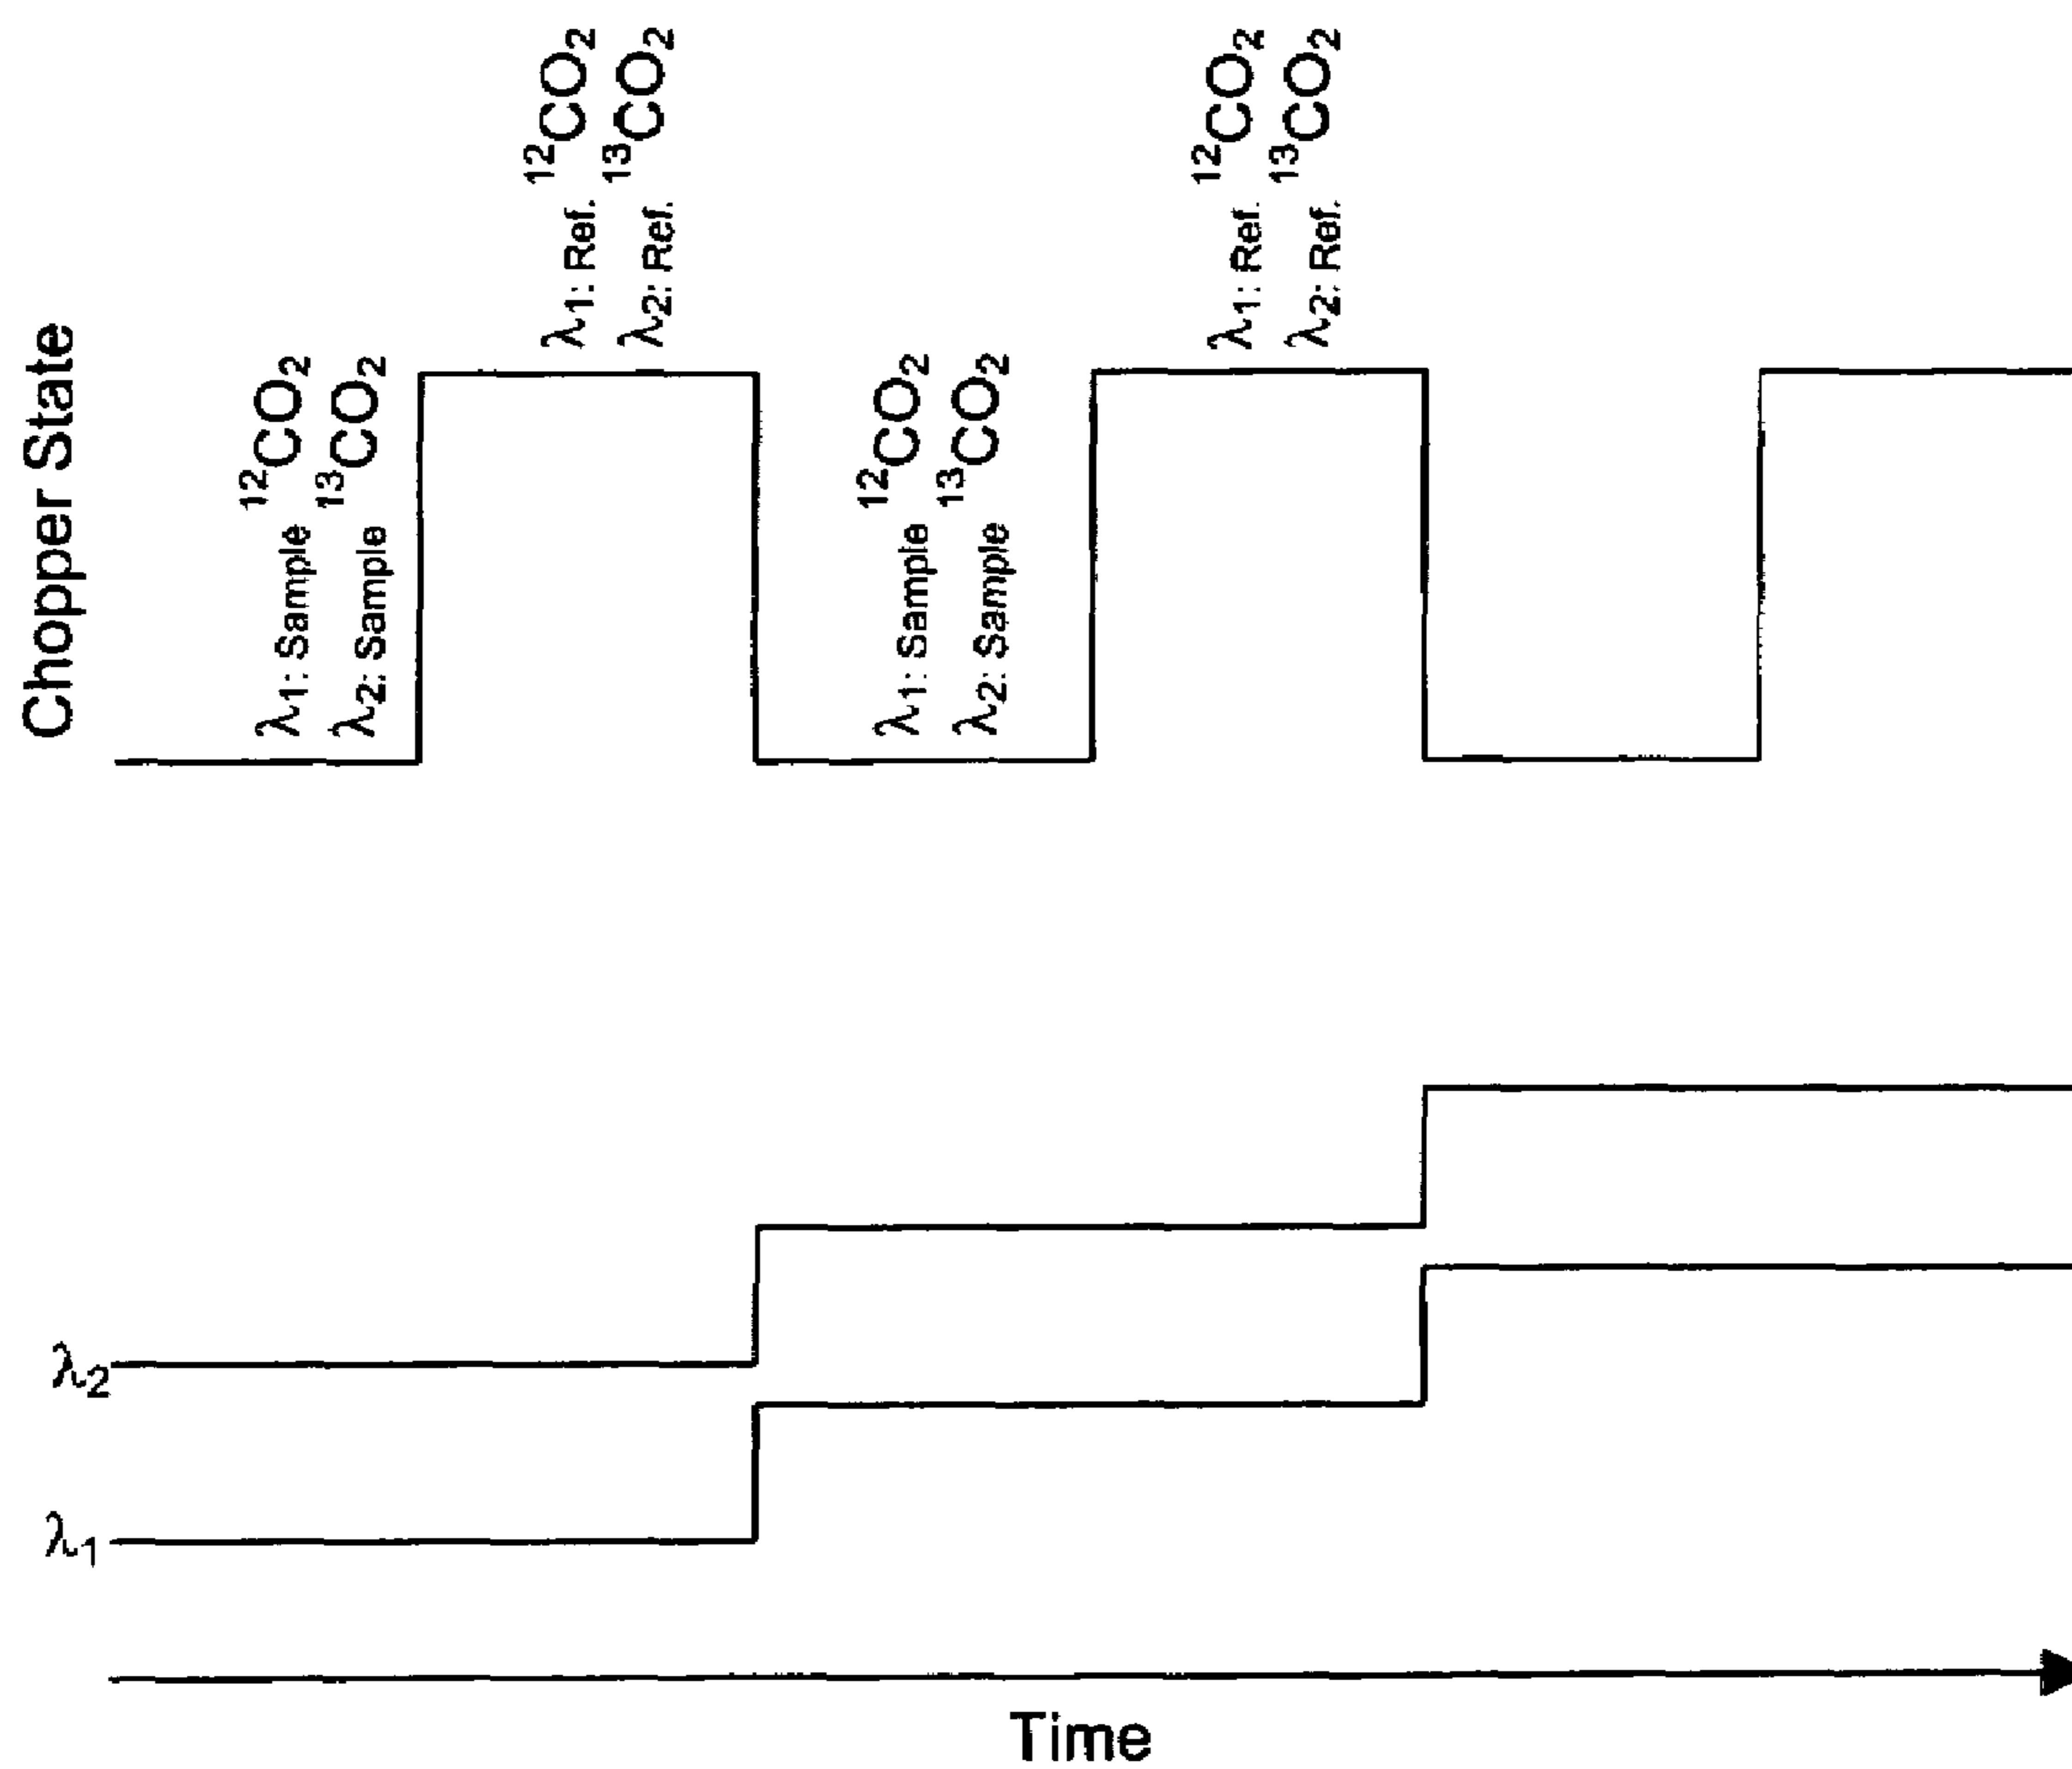 Chopper State
λ1: Sample ¹²CO₂
λ2: Sample ¹³CO₂
λ1: Ref. ¹²CO₂
λ2: Ref. ¹³CO₂
λ1: Sample ¹²CO₂
λ2: Sample ¹³CO₂
λ1: Ref. ¹²CO₂
λ2: Ref. ¹³CO₂
λ₂
λ₁
Time